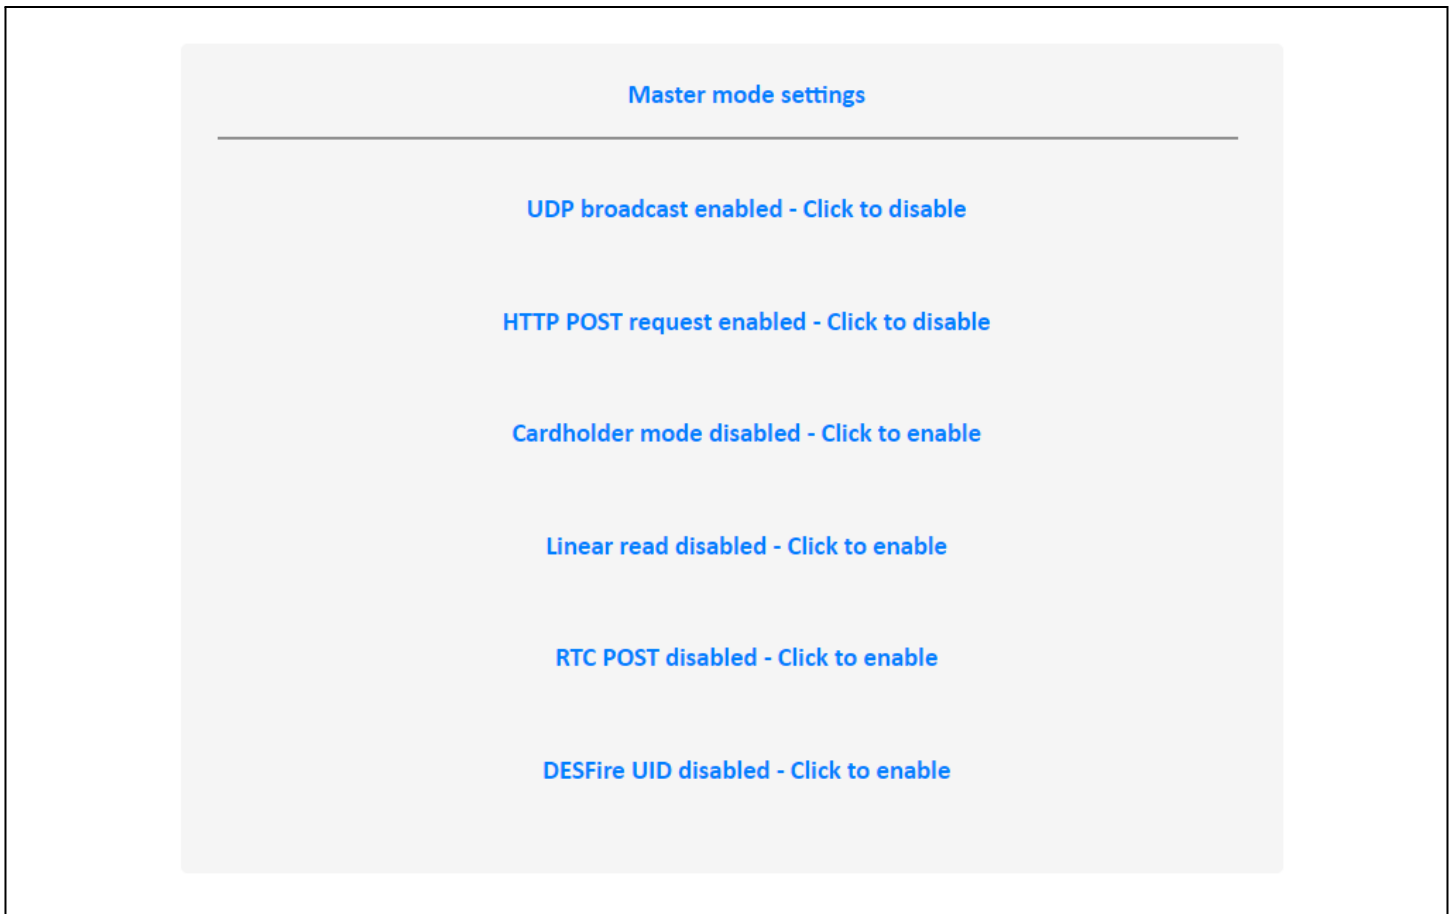 Master mode settings
UDP broadcast enabled - Click to disable
HTTP POST request enabled - Click to disable
Cardholder mode disabled - Click to enable
Linear read disabled - Click to enable
RTC POST disabled - Click to enable
DESFire UID disabled - Click to enable